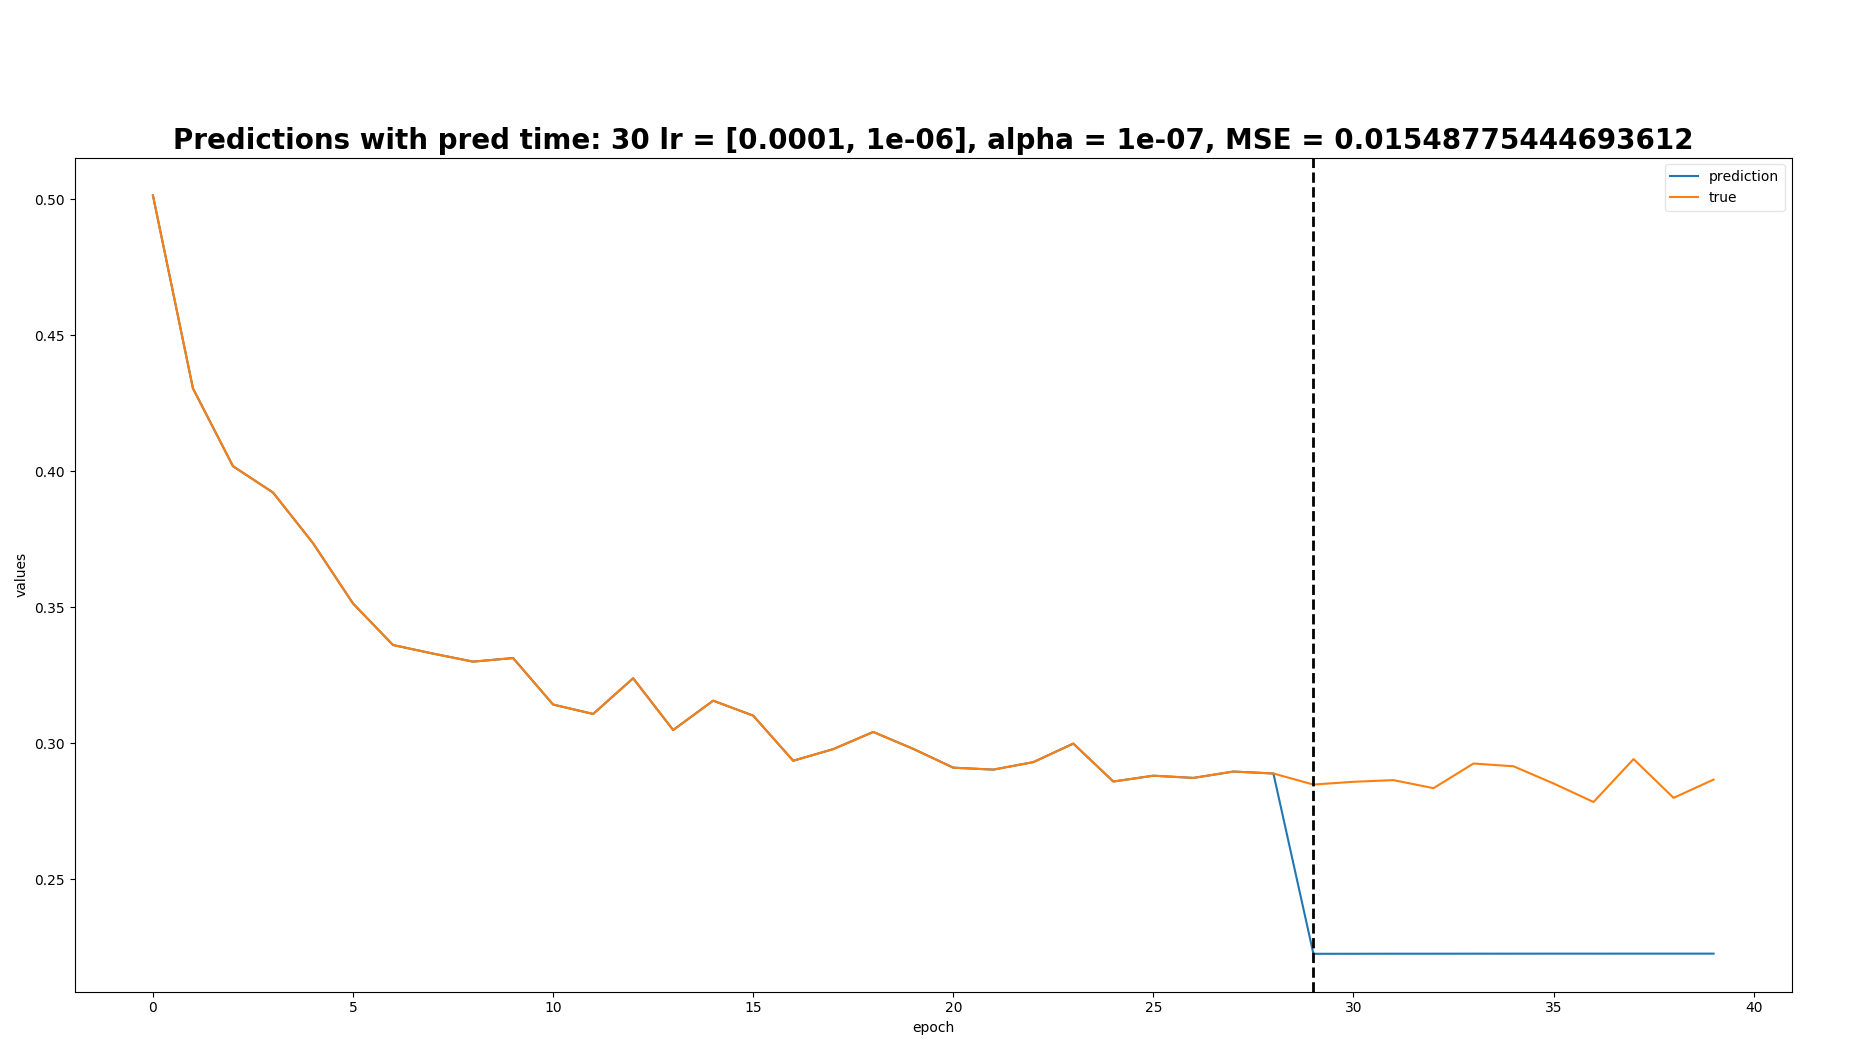 Predictions with pred time: 30 lr = [0.0001, 1e-06], alpha = 1e-07, MSE = 0.01548775444693612
prediction
true
0.50
0.45
0.40
0.35
0.30
0.25
values
0 5 10 15 20 25 30 35 40
epoch